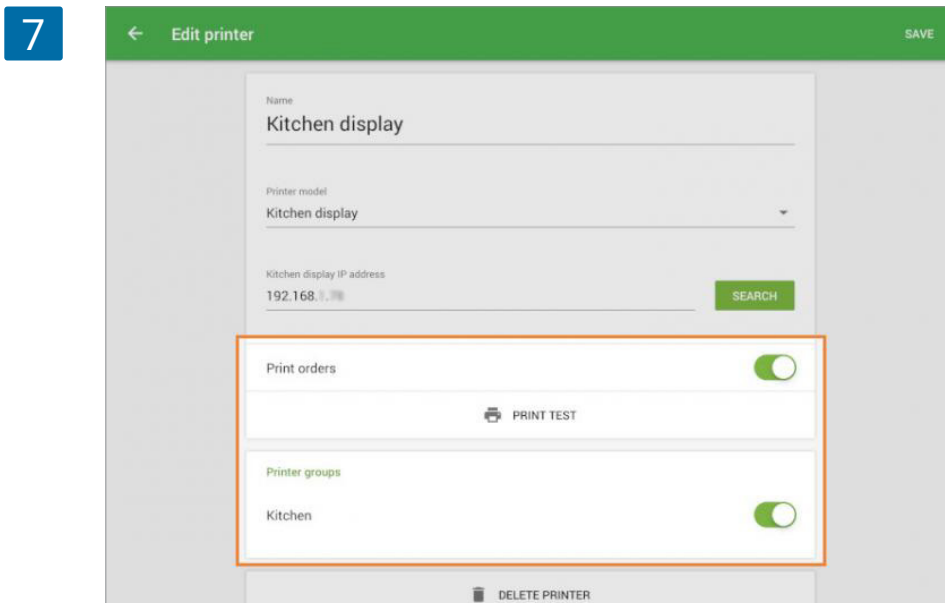 7
Edit printer
SAVE
Name
Kitchen display
Printer model
Kitchen display
Kitchen display IP address
192.168.
SEARCH
Print orders
PRINT TEST
Printer groups
Kitchen
DELETE PRINTER